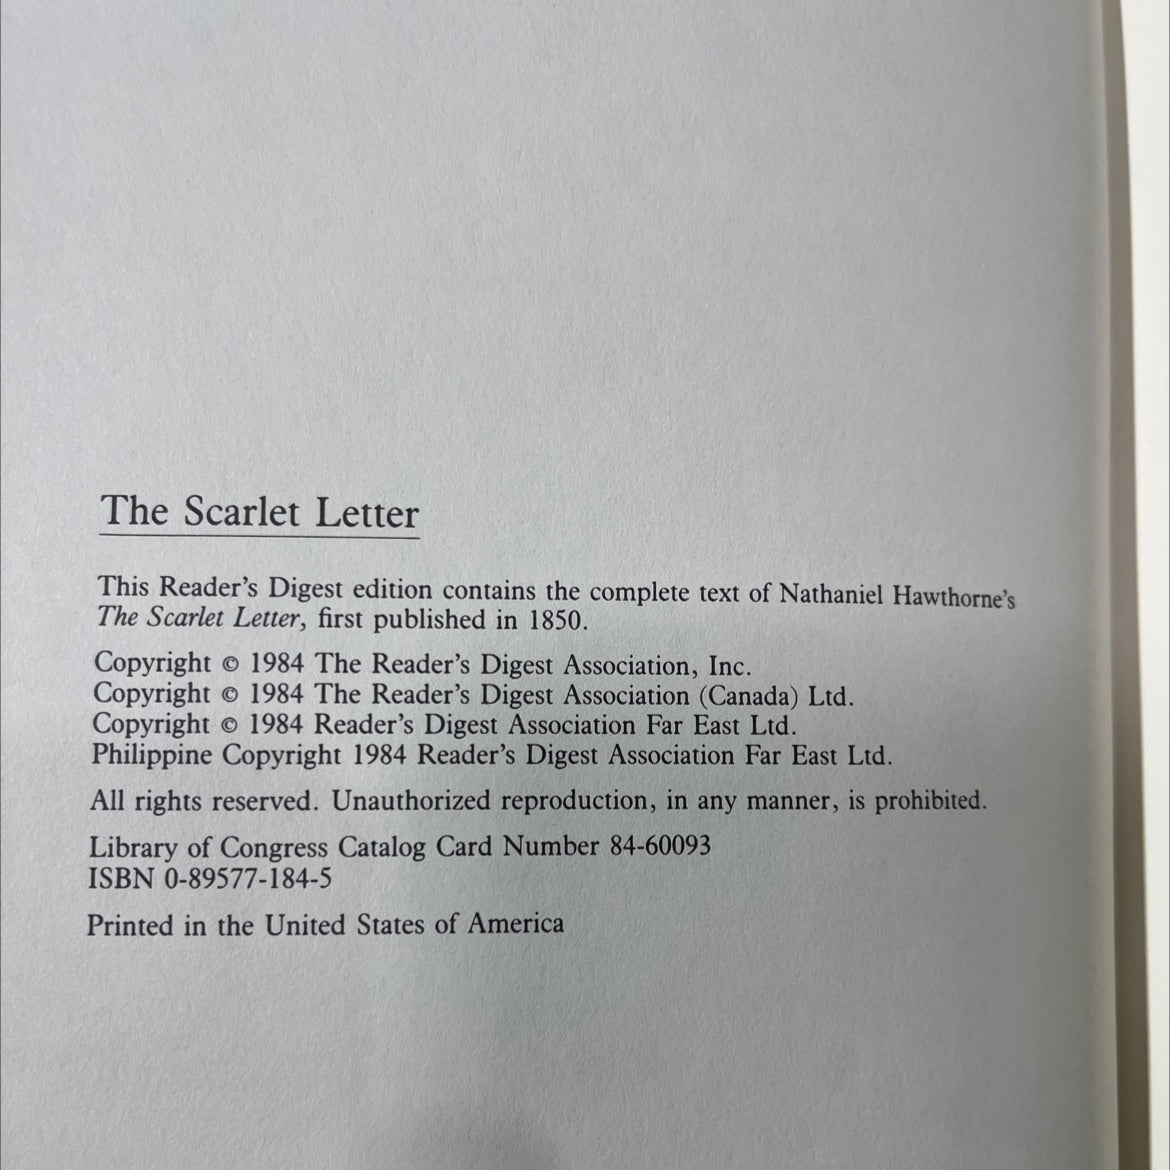 The Scarlet Letter
This Reader's Digest edition contains the complete text of Nathaniel Hawthorne's
The Scarlet Letter, first published in 1850.
Copyright © 1984 The Reader's Digest Association, Inc.
Copyright © 1984 The Reader's Digest Association (Canada) Ltd.
Copyright © 1984 Reader's Digest Association Far East Ltd.
Philippine Copyright 1984 Reader's Digest Association Far East Ltd.
All rights reserved. Unauthorized reproduction, in any manner, is prohibited.
Library of Congress Catalog Card Number 84-60093
ISBN 0-89577-184-5
Printed in the United States of America